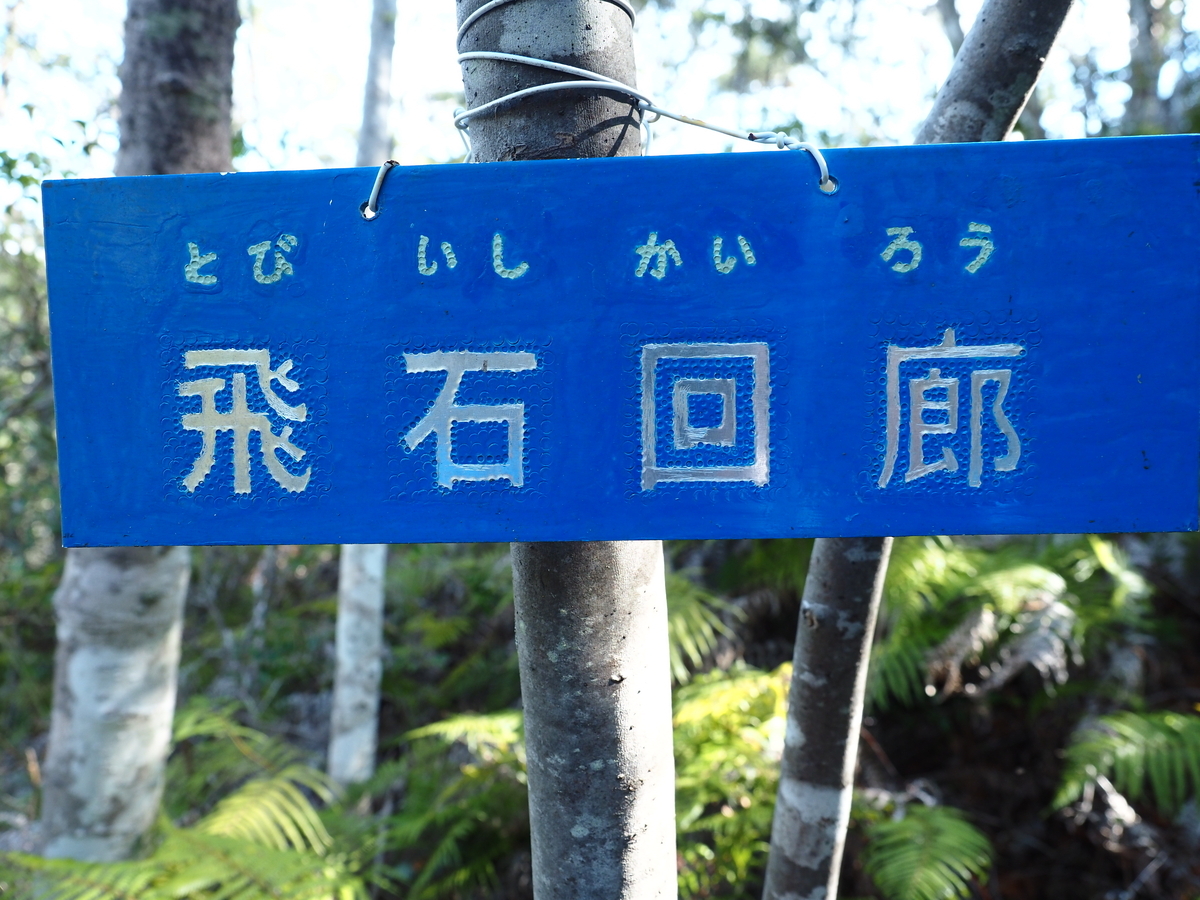 とび いし かい ろう
飛石回廊